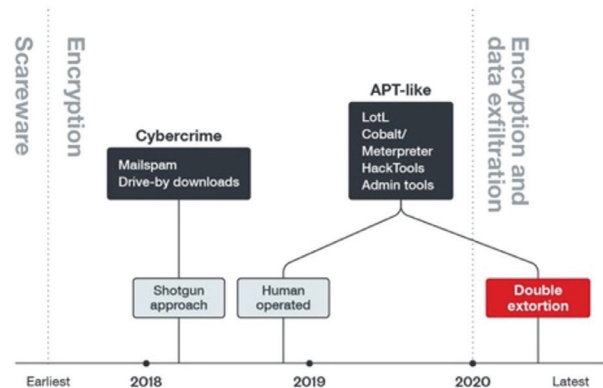 Scareware
Encryption
Encryption and
data exfiltration
APT-like
LotL
Cobalt/
Meterpreter
HackTools
Admin tools
Cybercrime
Mailspam
Drive-by downloads
Shotgun
approach
Human
operated
Double
extortion
Earliest
2018
2019
2020
Latest